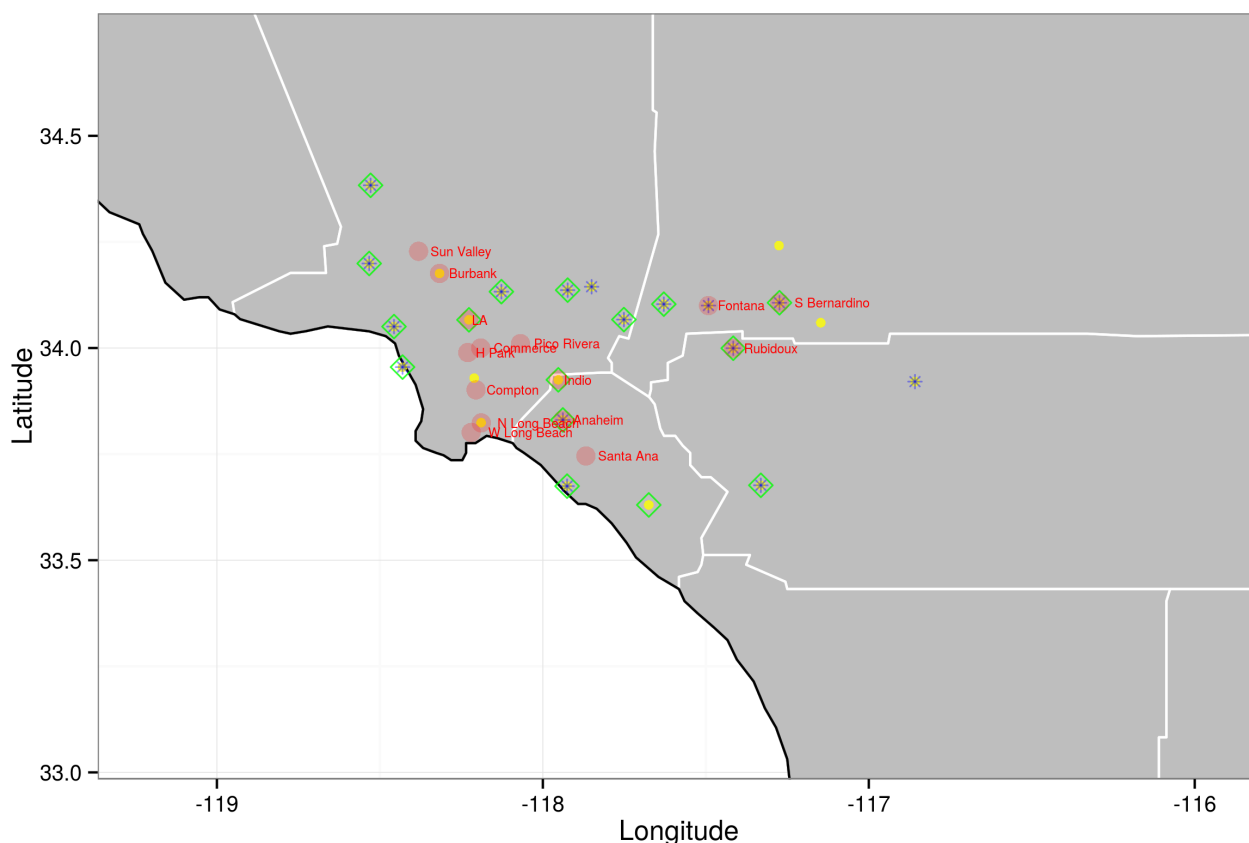 34.5
34.0
33.5
33.0
Latitude
Sun Valley
Burbank
LA
Fontana
S Bernardino
Pico Rivera
Commerce
H Park
Rubidoux
Indio
Compton
N Long Beach
Anaheim
W Long Beach
Santa Ana
-119
-118
-117
-116
Longitude